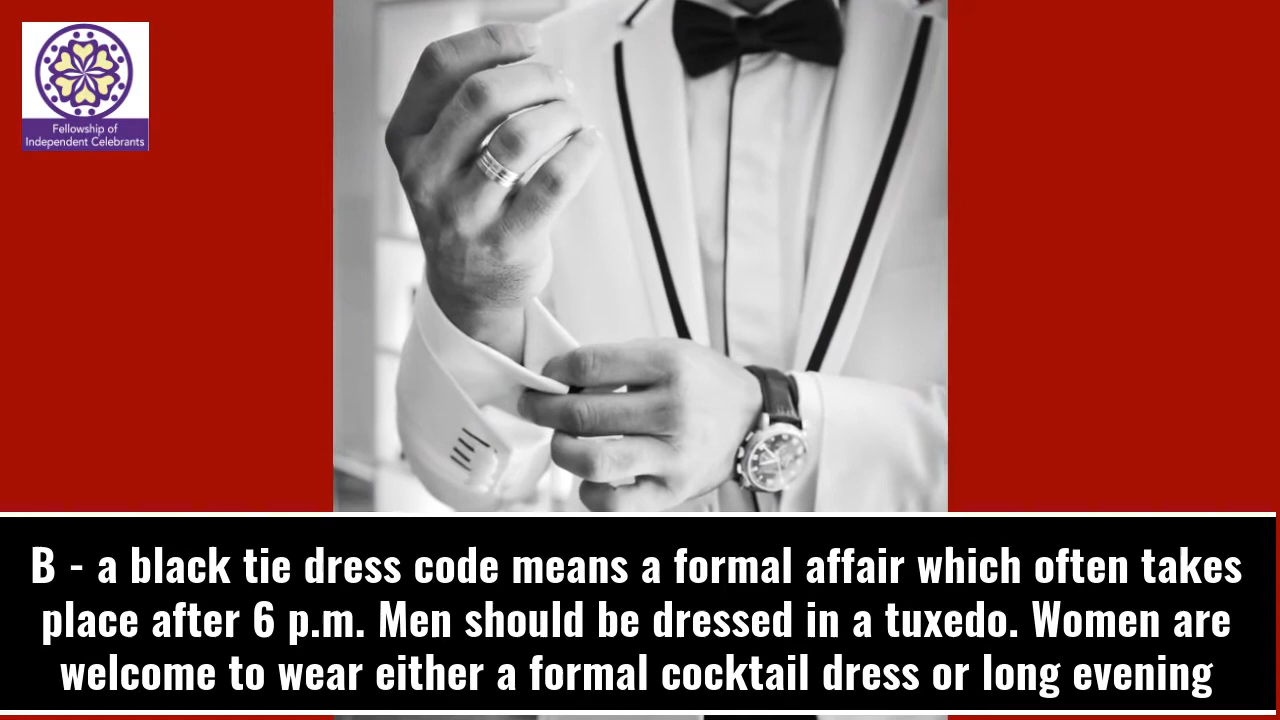 Fellowship of
Independent Celebrants
B - a black tie dress code means a formal affair which often takes
place after 6 p.m. Men should be dressed in a tuxedo. Women are
welcome to wear either a formal cocktail dress or long evening